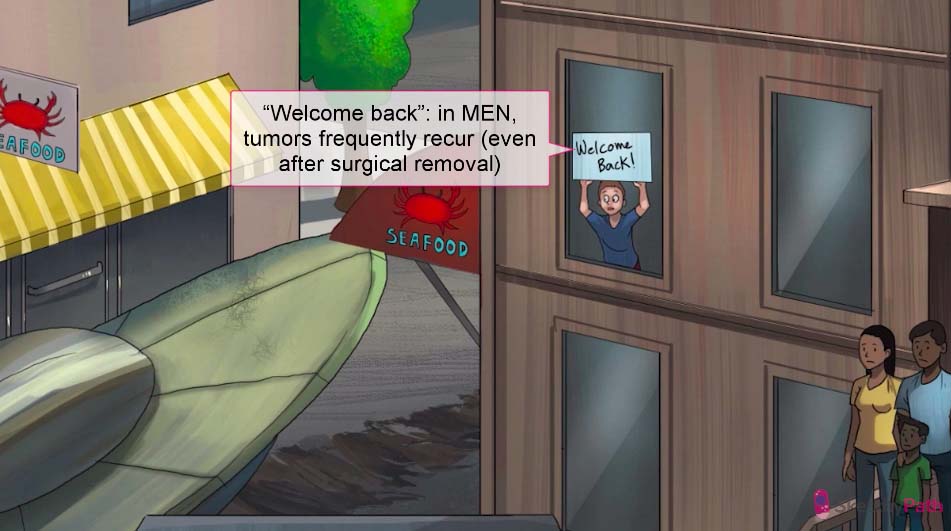 “Welcome back”: in MEN,
tumors frequently recur (even
after surgical removal)
Welcome
Back!
EAFOOD
SEAFOOD